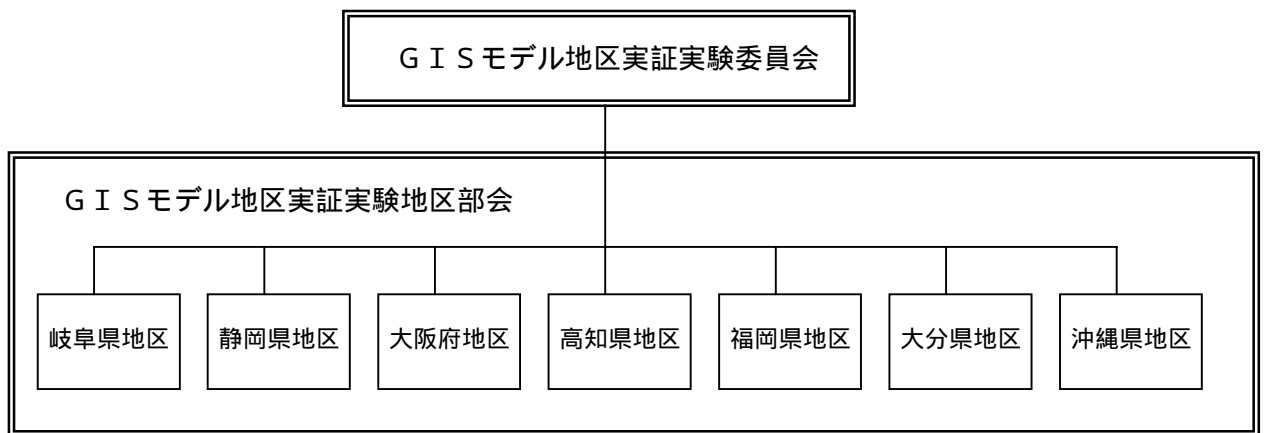 ＧＩＳモデル地区実証実験委員会
ＧＩＳモデル地区実証実験地区部会
岐阜県地区
静岡県地区
大阪府地区
高知県地区
福岡県地区
大分県地区
沖縄県地区